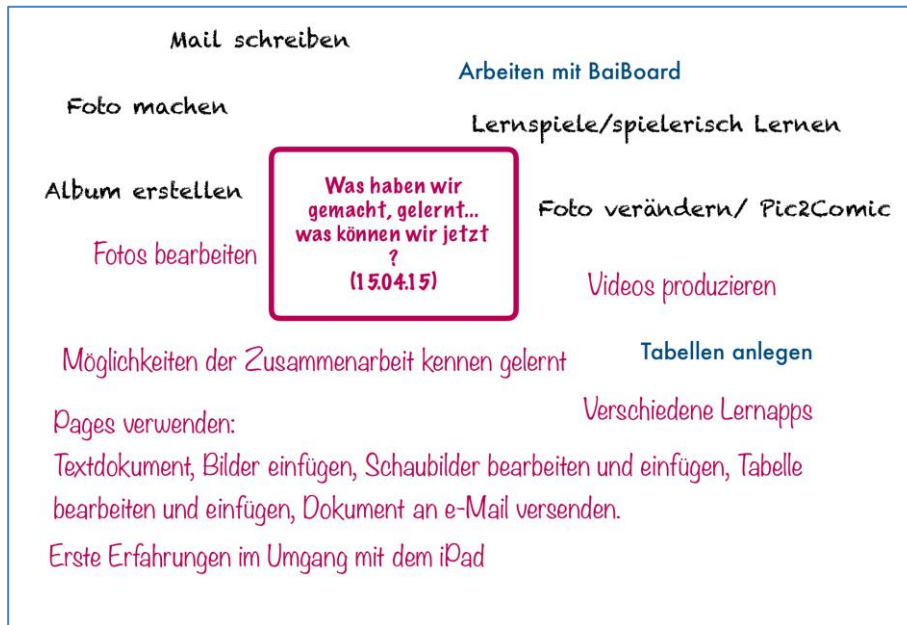 Mail schreiben
Arbeiten mit BaiBoard
Foto machen
Lernspiele/spielerisch Lernen
Album erstellen
Was haben wir
gemacht, gelernt...
was können wir jetzt
?
(15.04.15)
Foto verändern/ Pic2Comic
Fotos bearbeiten
Videos produzieren
Möglichkeiten der Zusammenarbeit kennen gelernt
Tabellen anlegen
Verschiedene Lernapps
Pages verwenden:
Textdokument, Bilder einfügen, Schaubilder bearbeiten und einfügen, Tabelle
bearbeiten und einfügen, Dokument an e-Mail versenden.
Erste Erfahrungen im Umgang mit dem iPad